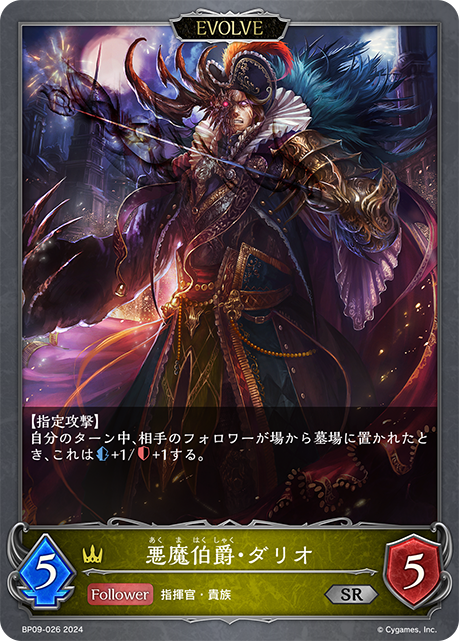 EVOLVE
【指定攻撃】
自分のターン中、相手のフォロワーが場から墓場に置かれたと
き、これは+1/+1する。
あくまはくしゃく
悪魔伯爵・ダリオ
5
Follower 指揮官・貴族
SR
5
BP09-026 2024
© Cygames, Inc.